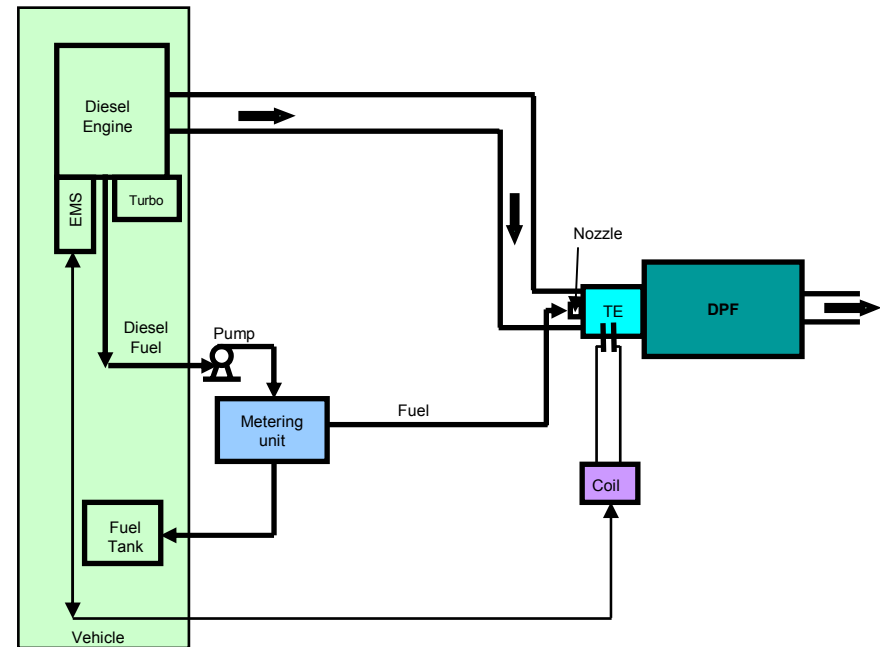 Diesel
Engine
EMS
Turbo
Nozzle
TE
DPF
Diesel
Fuel
Pump
Metering
unit
Fuel
Coil
Fuel
Tank
Vehicle